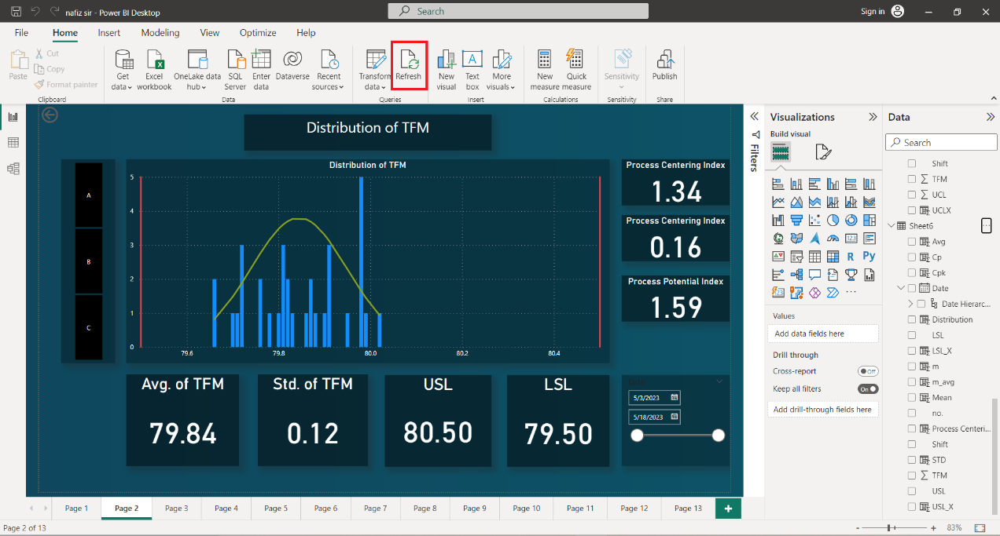 nafiz sir - Power BI Desktop
Search
Sign in
File Home Insert Modeling View Optimize Help
Paste
Cut
Copy
Format painter
Clipboard
Get data
Excel workbook
OneLake data hub
SQL Server
Enter data
Dataverse
Recent sources
Data
Transform data
Refresh
Queries
New visual
Text box
More visuals
Insert
New measure
Quick measure
Calculations
Sensitivity
Sensitivity
Publish
Share
Distribution of TFM
A
B
C
Distribution of TFM
5
4
3
2
1
0
79.6 79.8 80.0 80.2 80.4
Process Centering Index
1.34
Process Centering Index
0.16
Process Potential Index
1.59
Avg. of TFM
79.84
Std. of TFM
0.12
USL
80.50
LSL
79.50
5/3/2023
5/18/2023
Filters
Visualizations
Build visual
123
R
Py
Values
Add data fields here
Drill through
Cross-report
Off
Keep all filters
On
Add drill-through fields here
Data
Search
Shift
TFM
UCL
UCLX
Sheet6
Avg
Cp
Cpk
Date
Date Hierarc...
Distribution
LSL
LSL_X
m
m_avg
Mean
no.
Process Centeri...
Shift
STD
TFM
USL
USL_X
Page 1 Page 2 Page 3 Page 4 Page 5 Page 6 Page 7 Page 8 Page 9 Page 10 Page 11 Page 12 Page 13
Page 2 of 13
- + 83%